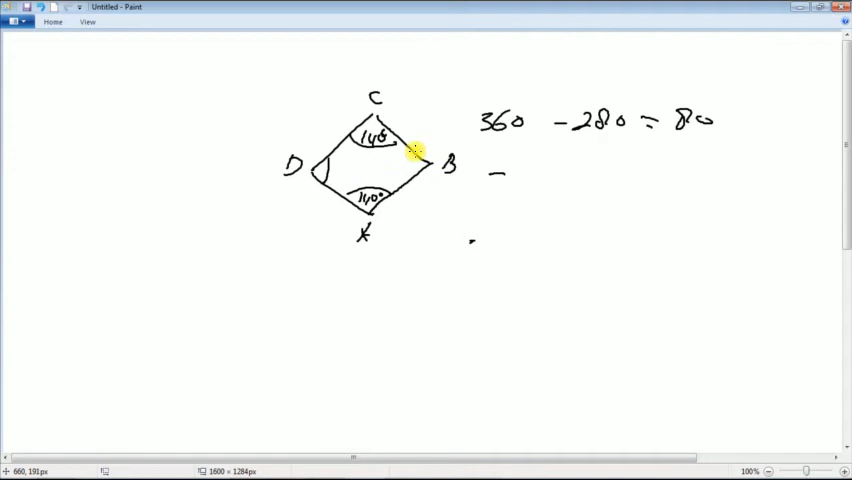 Untitled - Paint
Home View
C
140°
360 - 280 = 80
D
B
-
140°
A
660, 191px
1600 × 1284px
100%